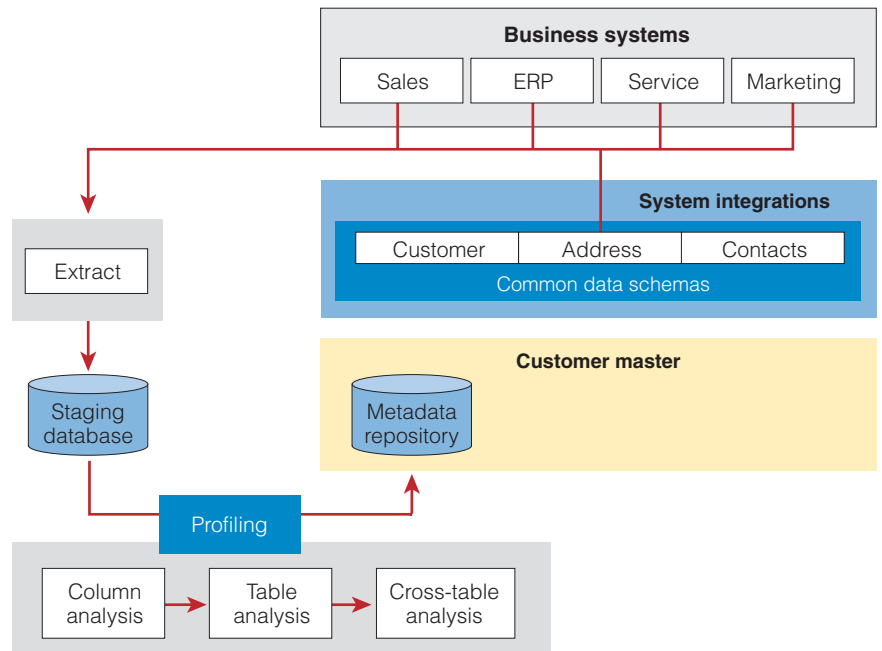 Business systems
Sales
ERP
Service
Marketing
System integrations
Customer
Address
Contacts
Common data schemas
Extract
Customer master
Staging
database
Metadata
repository
Profiling
Column
analysis
Table
analysis
Cross-table
analysis